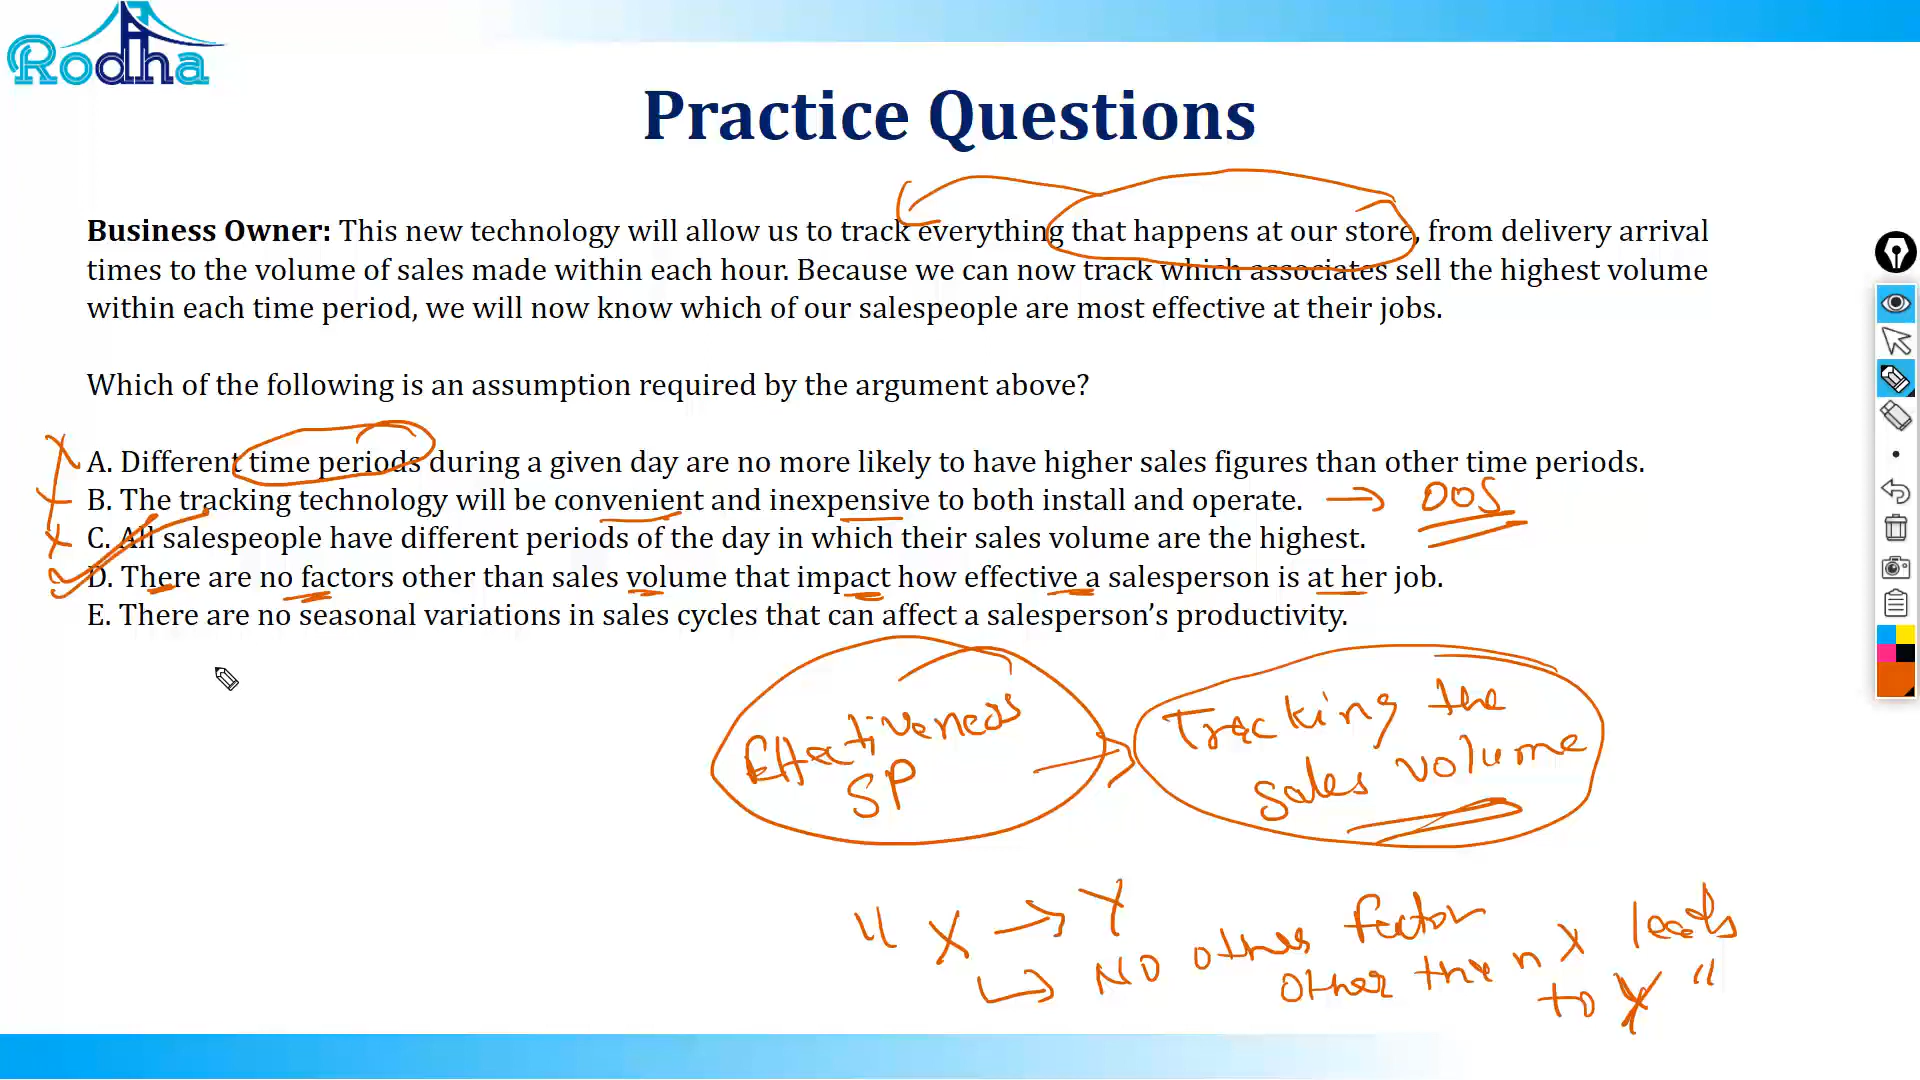 Rodha
Practice Questions
Business Owner: This new technology will allow us to track everything that happens at our store, from delivery arrival
times to the volume of sales made within each hour. Because we can now track which associates sell the highest volume
within each time period, we will now know which of our salespeople are most effective at their jobs.
Which of the following is an assumption required by the argument above?
A. Different time periods during a given day are no more likely to have higher sales figures than other time periods.
B. The tracking technology will be convenient and inexpensive to both install and operate. → OOS
C. All salespeople have different periods of the day in which their sales volume are the highest.
D. There are no factors other than sales volume that impact how effective a salesperson is at her job.
E. There are no seasonal variations in sales cycles that can affect a salesperson's productivity.
Effectiveness
SP
Tracking the
sales volume
" X → Y
↳ NO other factor
other then X leads
to Y "